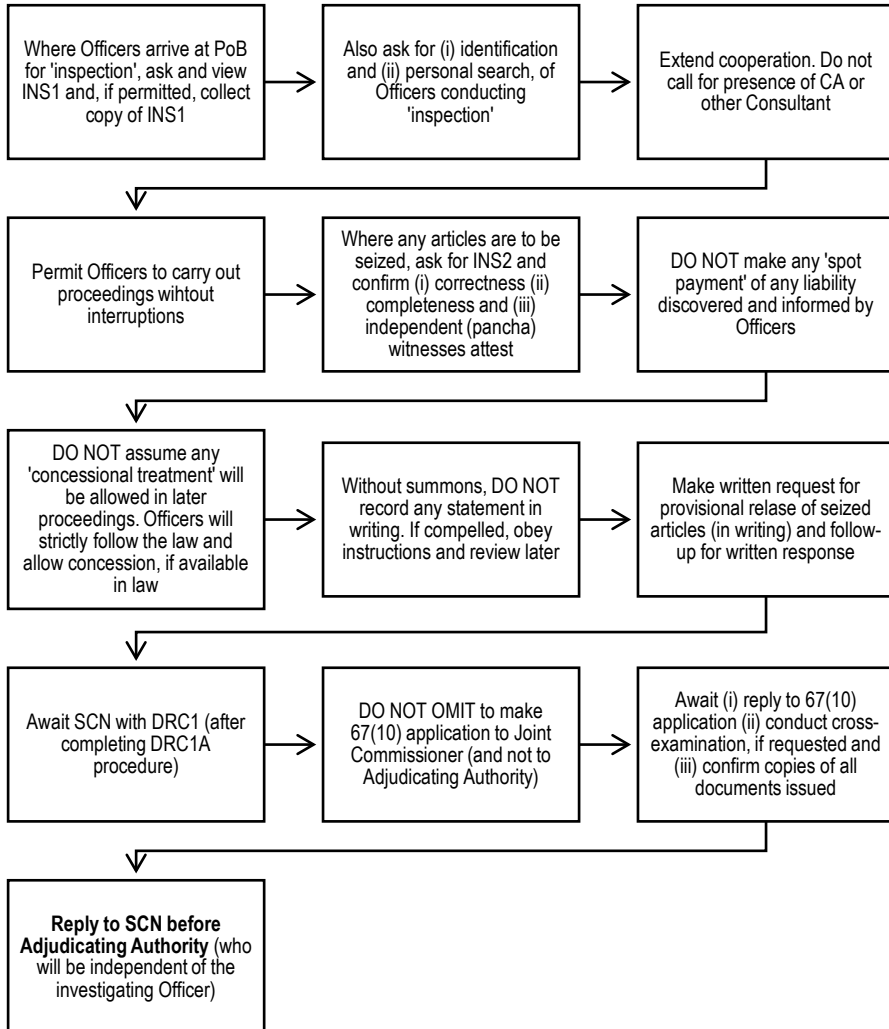 Where Officers arrive at PoB
for 'inspection', ask and view
INS1 and, if permitted, collect
copy of INS1
Also ask for (i) identification
and (ii) personal search, of
Officers conducting
'inspection'
Extend cooperation. Do not
call for presence of CA or
other Consultant
Permit Officers to carry out
proceedings wihtout
interruptions
Where any articles are to be
seized, ask for INS2 and
confirm (i) correctness (ii)
completeness and (iii)
independent (pancha)
witnesses attest
DO NOT make any 'spot
payment' of any liability
discovered and informed by
Officers
DO NOT assume any
'concessional treatment' will
be allowed in later
proceedings. Officers will
strictly follow the law and
allow concession, if available
in law
Without summons, DO NOT
record any statement in
writing. If compelled, obey
instructions and review later
Make written request for
provisional relase of seized
articles (in writing) and follow-
up for written response
Await SCN with DRC1 (after
completing DRC1A
procedure)
DO NOT OMIT to make
67(10) application to Joint
Commissioner (and not to
Adjudicating Authority)
Await (i) reply to 67(10)
application (ii) conduct cross-
examination, if requested and
(iii) confirm copies of all
documents issued
Reply to SCN before
Adjudicating Authority (who
will be independent of the
investigating Officer)